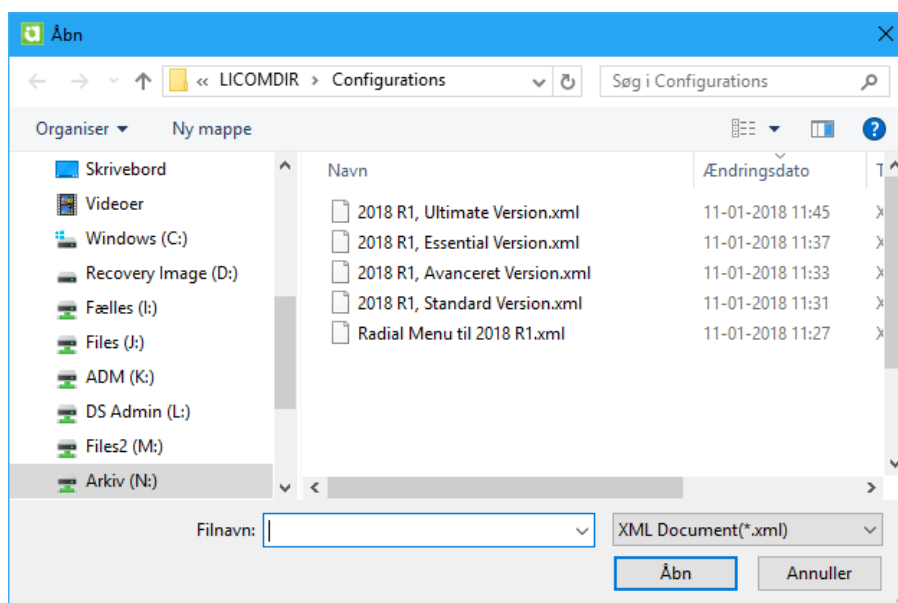 Åbn
« LICOMDIR > Configurations
Søg i Configurations
Organiser
Ny mappe
Skrivebord
Videoer
Windows (C:)
Recovery Image (D:)
Fælles (I:)
Files (J:)
ADM (K:)
DS Admin (L:)
Files2 (M:)
Arkiv (N:)
Navn Ændringsdato T
2018 R1, Ultimate Version.xml 11-01-2018 11:45 X
2018 R1, Essential Version.xml 11-01-2018 11:37 X
2018 R1, Avanceret Version.xml 11-01-2018 11:33 X
2018 R1, Standard Version.xml 11-01-2018 11:31 X
Radial Menu til 2018 R1.xml 11-01-2018 11:27 X
Filnavn:
XML Document(*.xml)
Åbn
Annuller